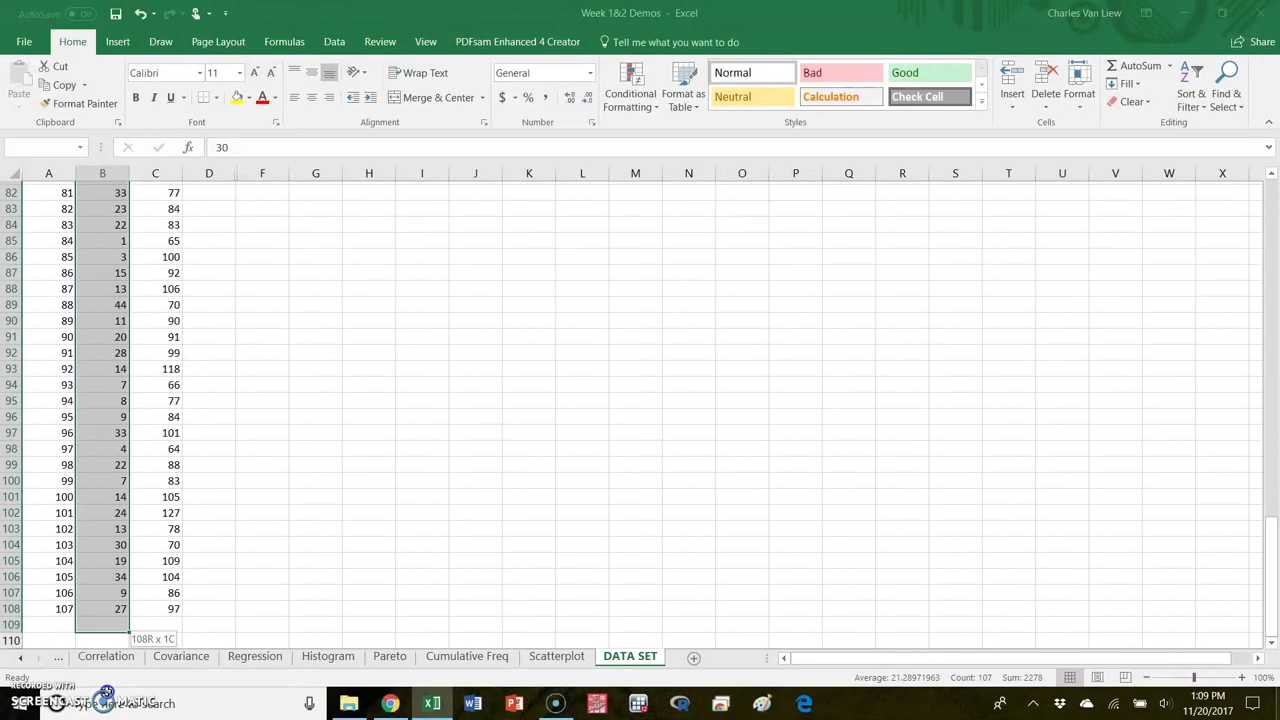 AutoSave Off Week 1&2 Demos - Excel Charles Van Liew
File Home Insert Draw Page Layout Formulas Data Review View PDFsam Enhanced 4 Creator Tell me what you want to do Share
Paste Cut Copy Format Painter Clipboard
Calibri 11 B I U A Font
Wrap Text Merge & Center Alignment
General $ % , Number
Conditional Formatting Format as Table
Normal Bad Good
Neutral Calculation Check Cell
Styles
Insert Delete Format Cells
AutoSum Fill Clear Sort & Filter Find & Select Editing
fx 30
A B C D F G H I J K L M N O P Q R S T U V W X
82 81 33 77
83 82 23 84
84 83 22 83
85 84 1 65
86 85 3 100
87 86 15 92
88 87 13 106
89 88 44 70
90 89 11 90
91 90 20 91
92 91 28 99
93 92 14 118
94 93 7 66
95 94 8 77
96 95 9 84
97 96 33 101
98 97 4 64
99 98 22 88
100 99 7 83
101 100 14 105
102 101 24 127
103 102 13 78
104 103 30 70
105 104 19 109
106 105 34 104
107 106 9 86
108 107 27 97
109
110 108R x 1C
... Correlation Covariance Regression Histogram Pareto Cumulative Freq Scatterplot DATA SET
Ready Average: 21.28971963 Count: 107 Sum: 2278 100%
RECORDED WITH
SCREENCAST MATIC
here to search
1:09 PM
11/20/2017